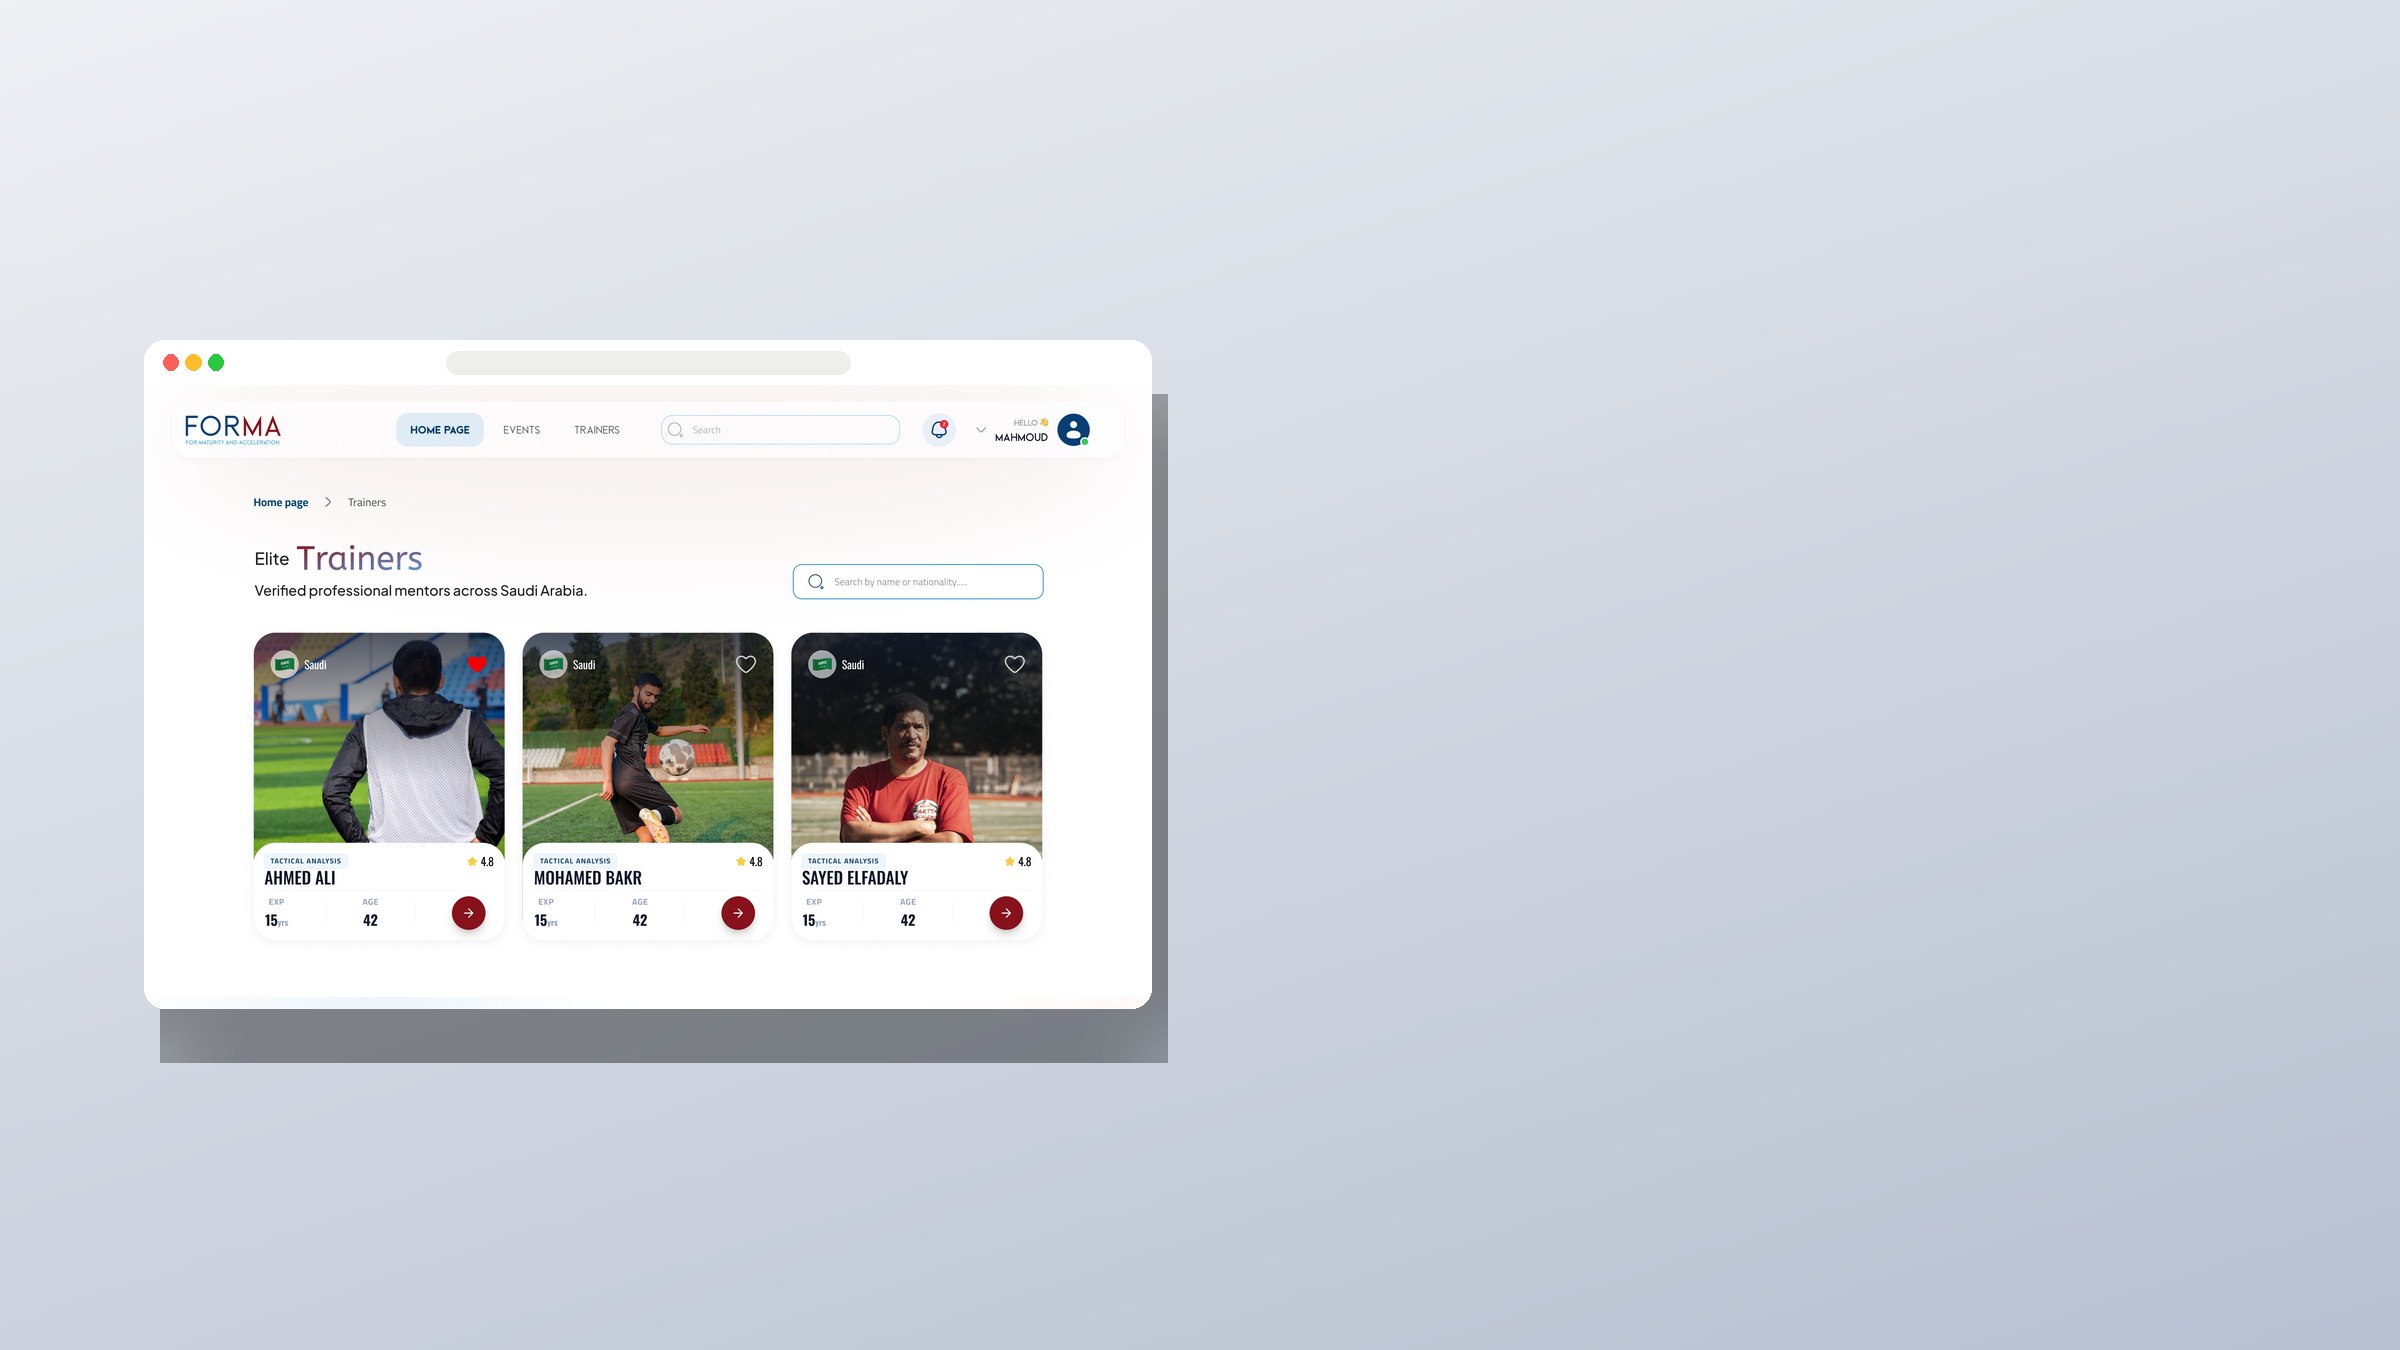 FORMA
FOR MATURITY AND ACCELERATION
HOME PAGE
EVENTS
TRAINERS
Search
2
HELLO 👋
MAHMOUD
Home page > Trainers
Elite Trainers
Verified professional mentors across Saudi Arabia.
Search by name or nationality.....
Saudi
TACTICAL ANALYSIS
4.8
AHMED ALI
EXP
AGE
15yrs
42
Saudi
TACTICAL ANALYSIS
4.8
MOHAMED BAKR
EXP
AGE
15yrs
42
Saudi
TACTICAL ANALYSIS
4.8
SAYED ELFADALY
EXP
AGE
15yrs
42